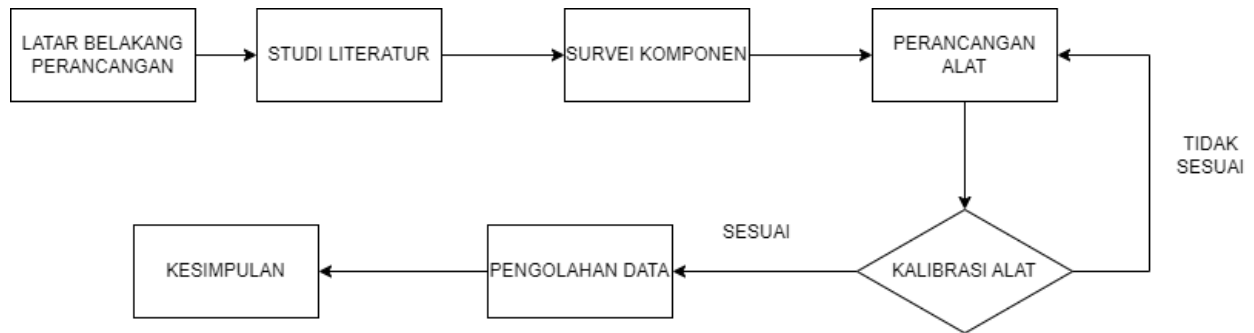 LATAR BELAKANG
PERANCANGAN
STUDI LITERATUR
SURVEI KOMPONEN
PERANCANGAN
ALAT
TIDAK
SESUAI
KALIBRASI ALAT
SESUAI
PENGOLAHAN DATA
KESIMPULAN